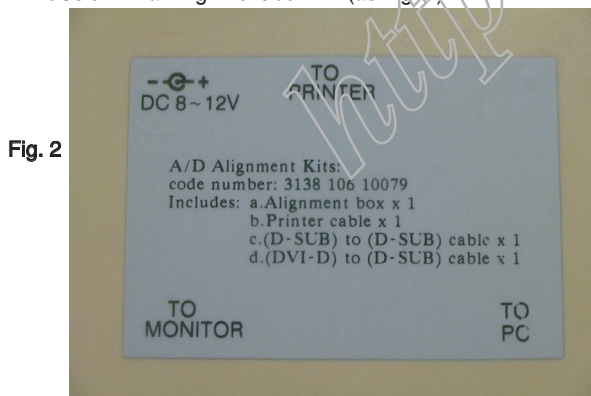 Fig. 2
- +
DC 8~12V
TO
PRINTER
http
A/D Alignment Kits:
code number: 3138 106 10079
Includes: a.Alignment box x 1
b.Printer cable x 1
c.(D-SUB) to (D-SUB) cable x 1
d.(DVI-D) to (D-SUB) cable x 1
TO
MONITOR
TO
PC